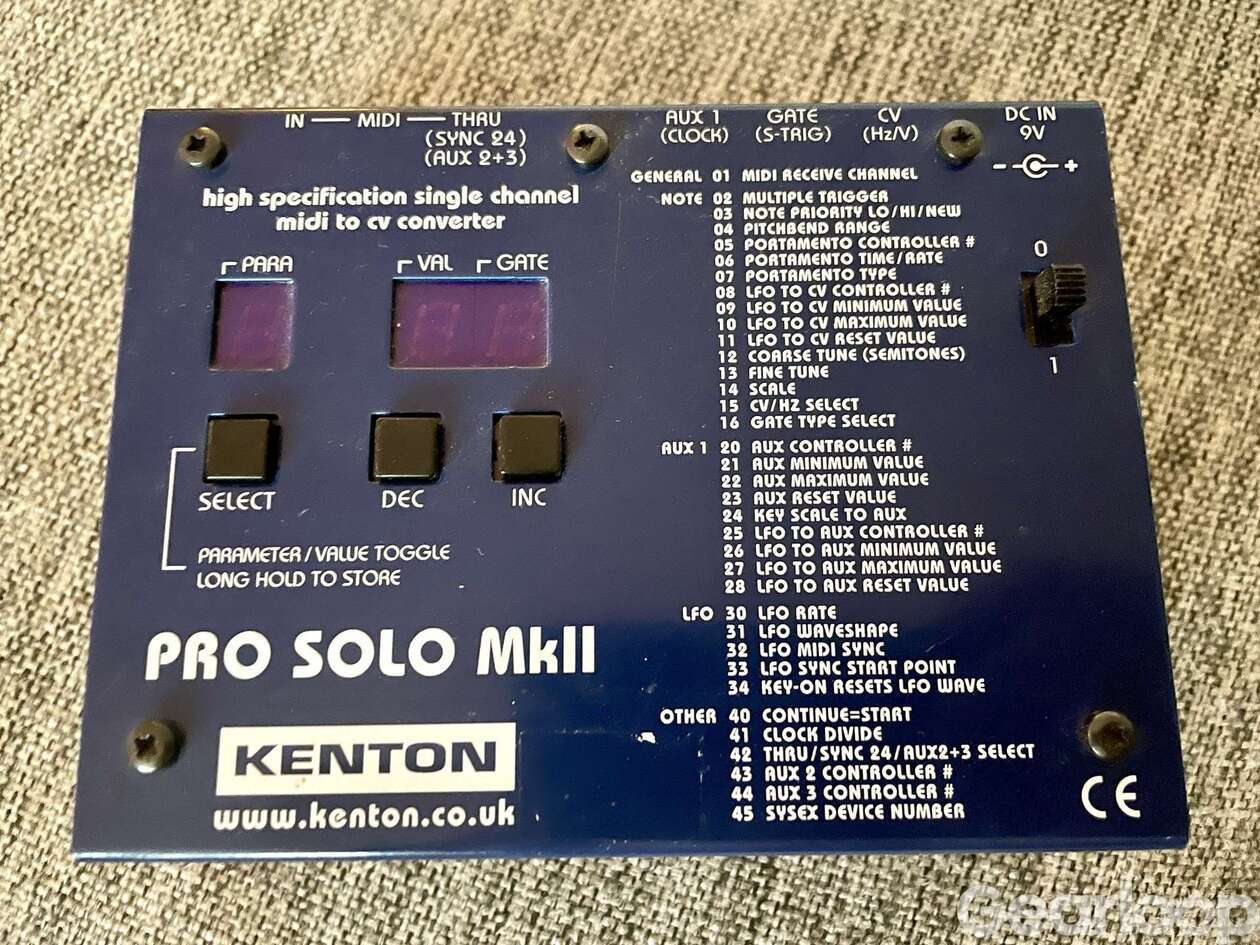 IN — MIDI — THRU
(SYNC 24)
(AUX 2+3)
AUX 1
(CLOCK)
GATE
(S-TRIG)
CV
(Hz/V)
DC IN
9V
- +
high specification single channel
midi to cv converter
PARA
VAL
GATE
SELECT
DEC
INC
PARAMETER/VALUE TOGGLE
LONG HOLD TO STORE
PRO SOLO MkII
KENTON
www.kenton.co.uk
GENERAL 01 MIDI RECEIVE CHANNEL
NOTE 02 MULTIPLE TRIGGER
03 NOTE PRIORITY LO/HI/NEW
04 PITCHBEND RANGE
05 PORTAMENTO CONTROLLER #
06 PORTAMENTO TIME/RATE
07 PORTAMENTO TYPE
08 LFO TO CV CONTROLLER #
09 LFO TO CV MINIMUM VALUE
10 LFO TO CV MAXIMUM VALUE
11 LFO TO CV RESET VALUE
12 COARSE TUNE (SEMITONES)
13 FINE TUNE
14 SCALE
15 CV/HZ SELECT
16 GATE TYPE SELECT
AUX 1 20 AUX CONTROLLER #
21 AUX MINIMUM VALUE
22 AUX MAXIMUM VALUE
23 AUX RESET VALUE
24 KEY SCALE TO AUX
25 LFO TO AUX CONTROLLER #
26 LFO TO AUX MINIMUM VALUE
27 LFO TO AUX MAXIMUM VALUE
28 LFO TO AUX RESET VALUE
LFO 30 LFO RATE
31 LFO WAVESHAPE
32 LFO MIDI SYNC
33 LFO SYNC START POINT
34 KEY-ON RESETS LFO WAVE
OTHER 40 CONTINUE=START
41 CLOCK DIVIDE
42 THRU/SYNC 24/AUX2+3 SELECT
43 AUX 2 CONTROLLER #
44 AUX 3 CONTROLLER #
45 SYSEX DEVICE NUMBER
0
1
CE